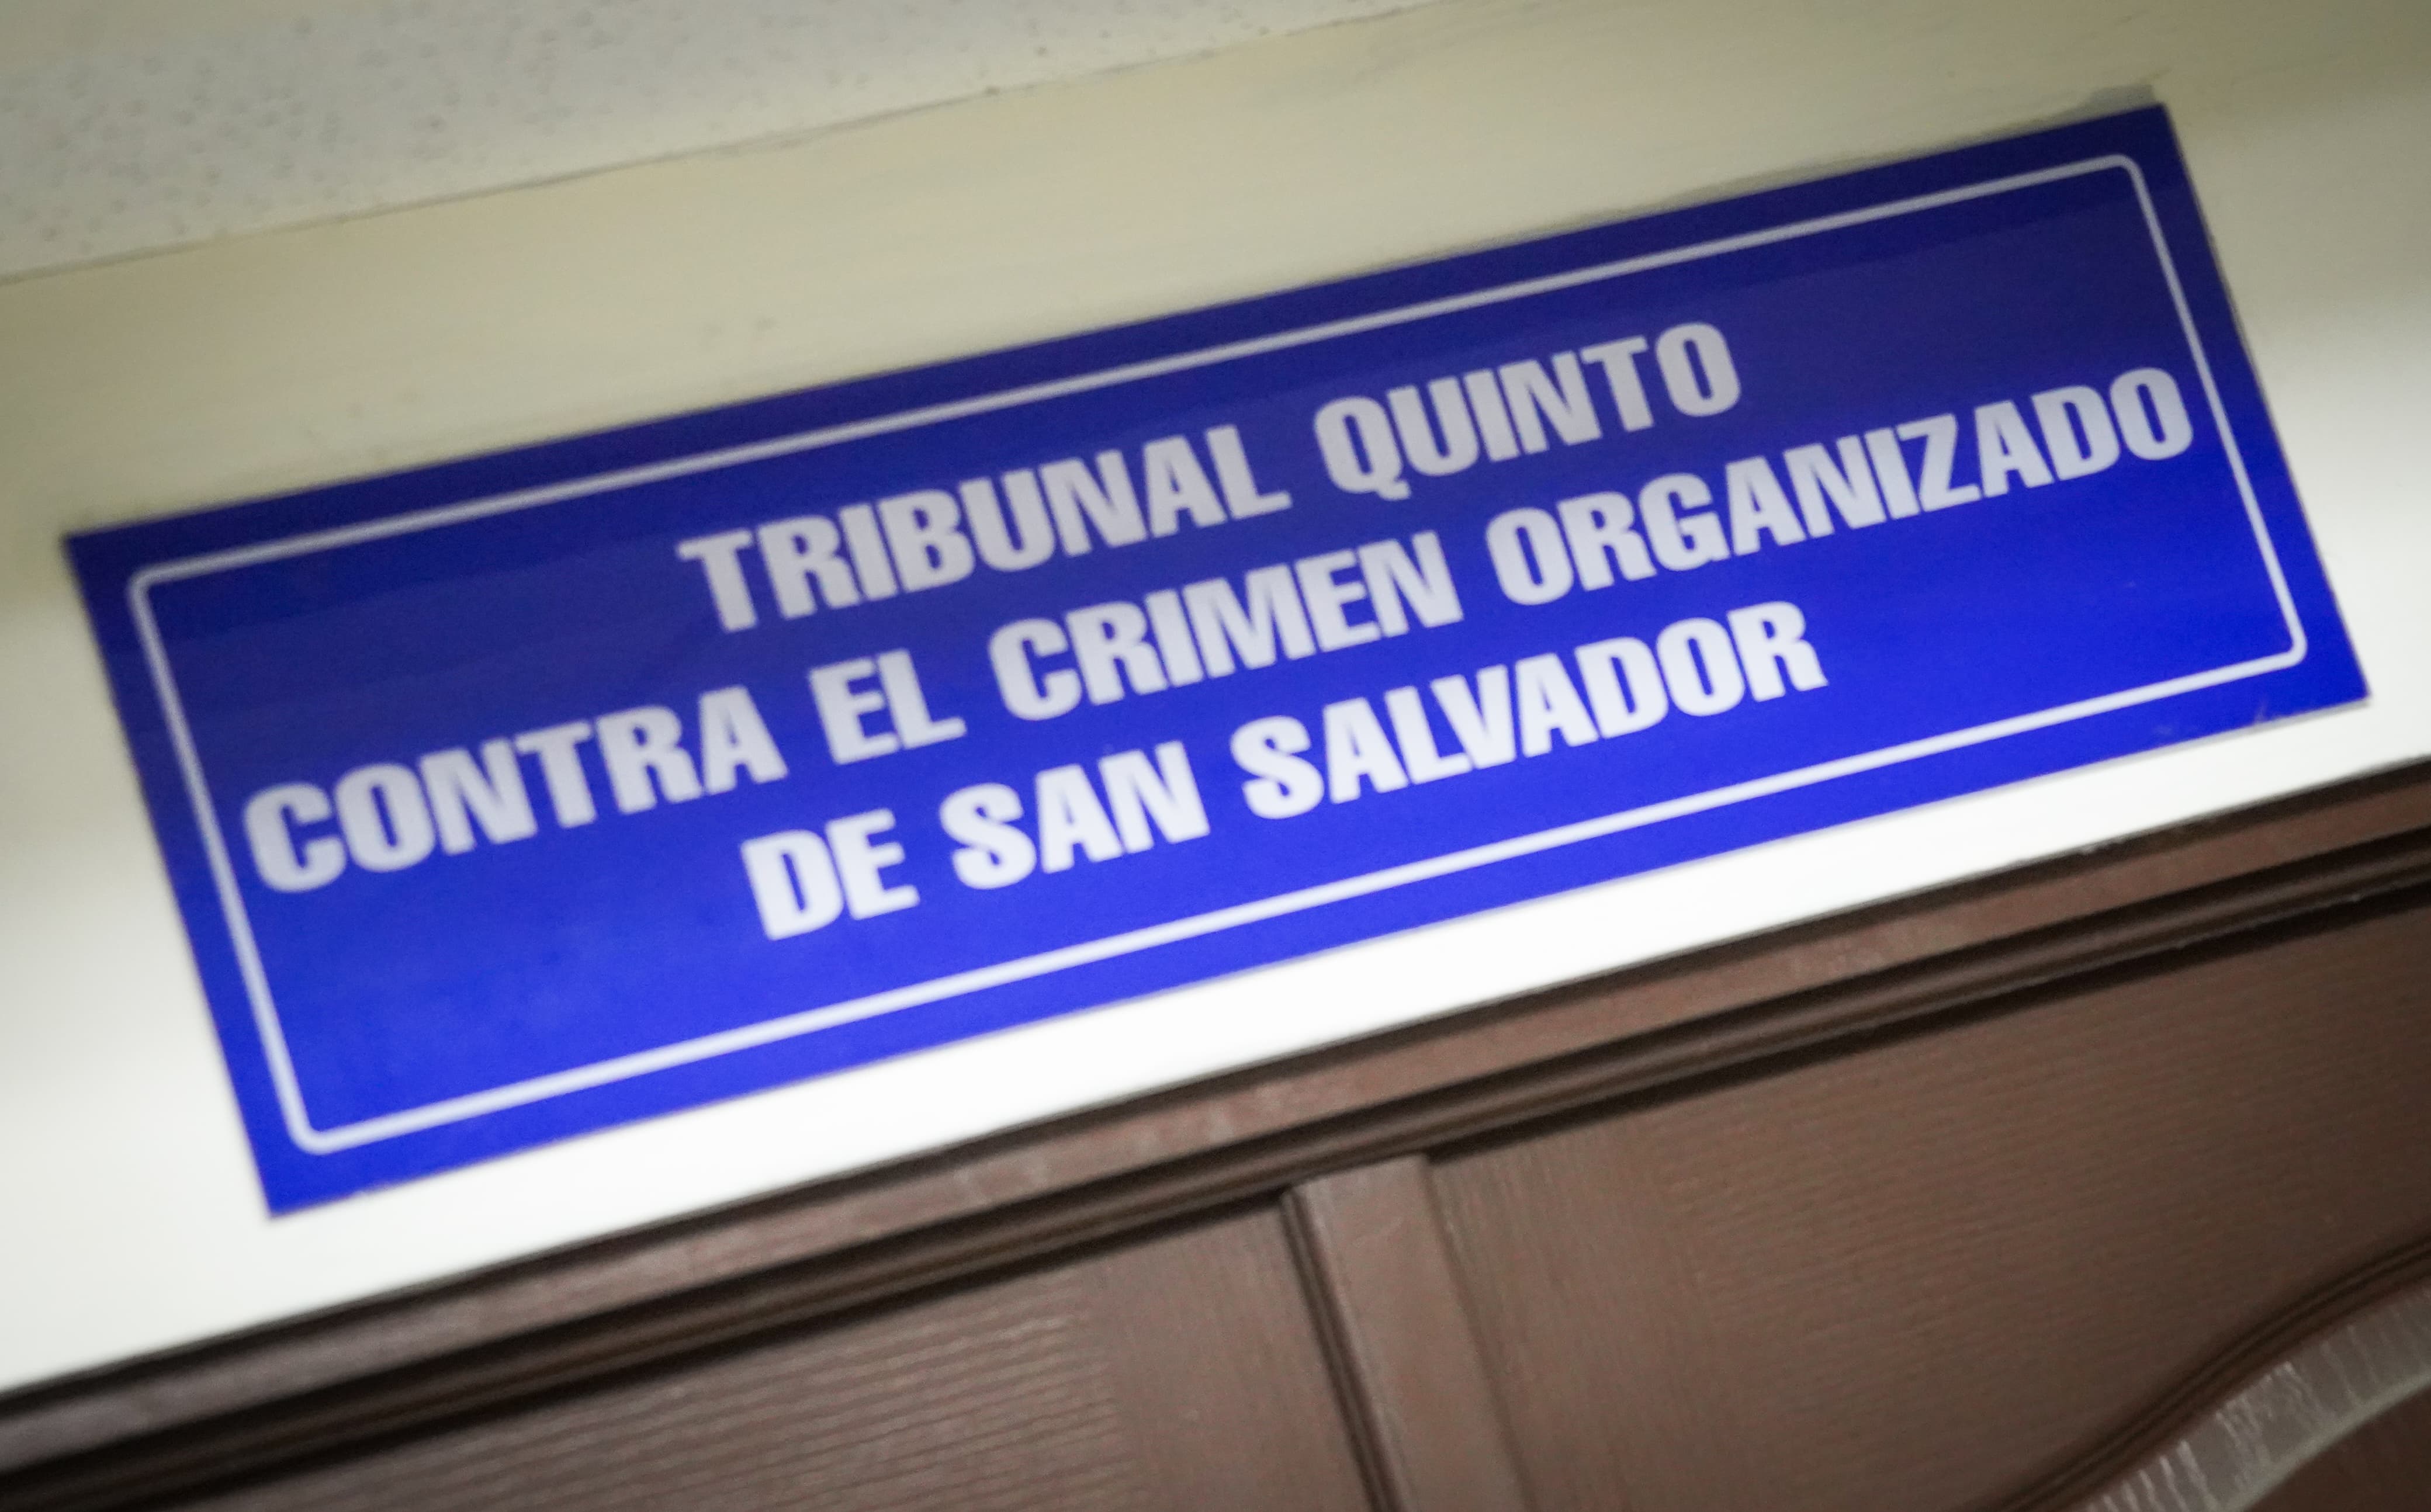 TRIBUNAL QUINTO
CONTRA EL CRIMEN ORGANIZADO
DE SAN SALVADOR